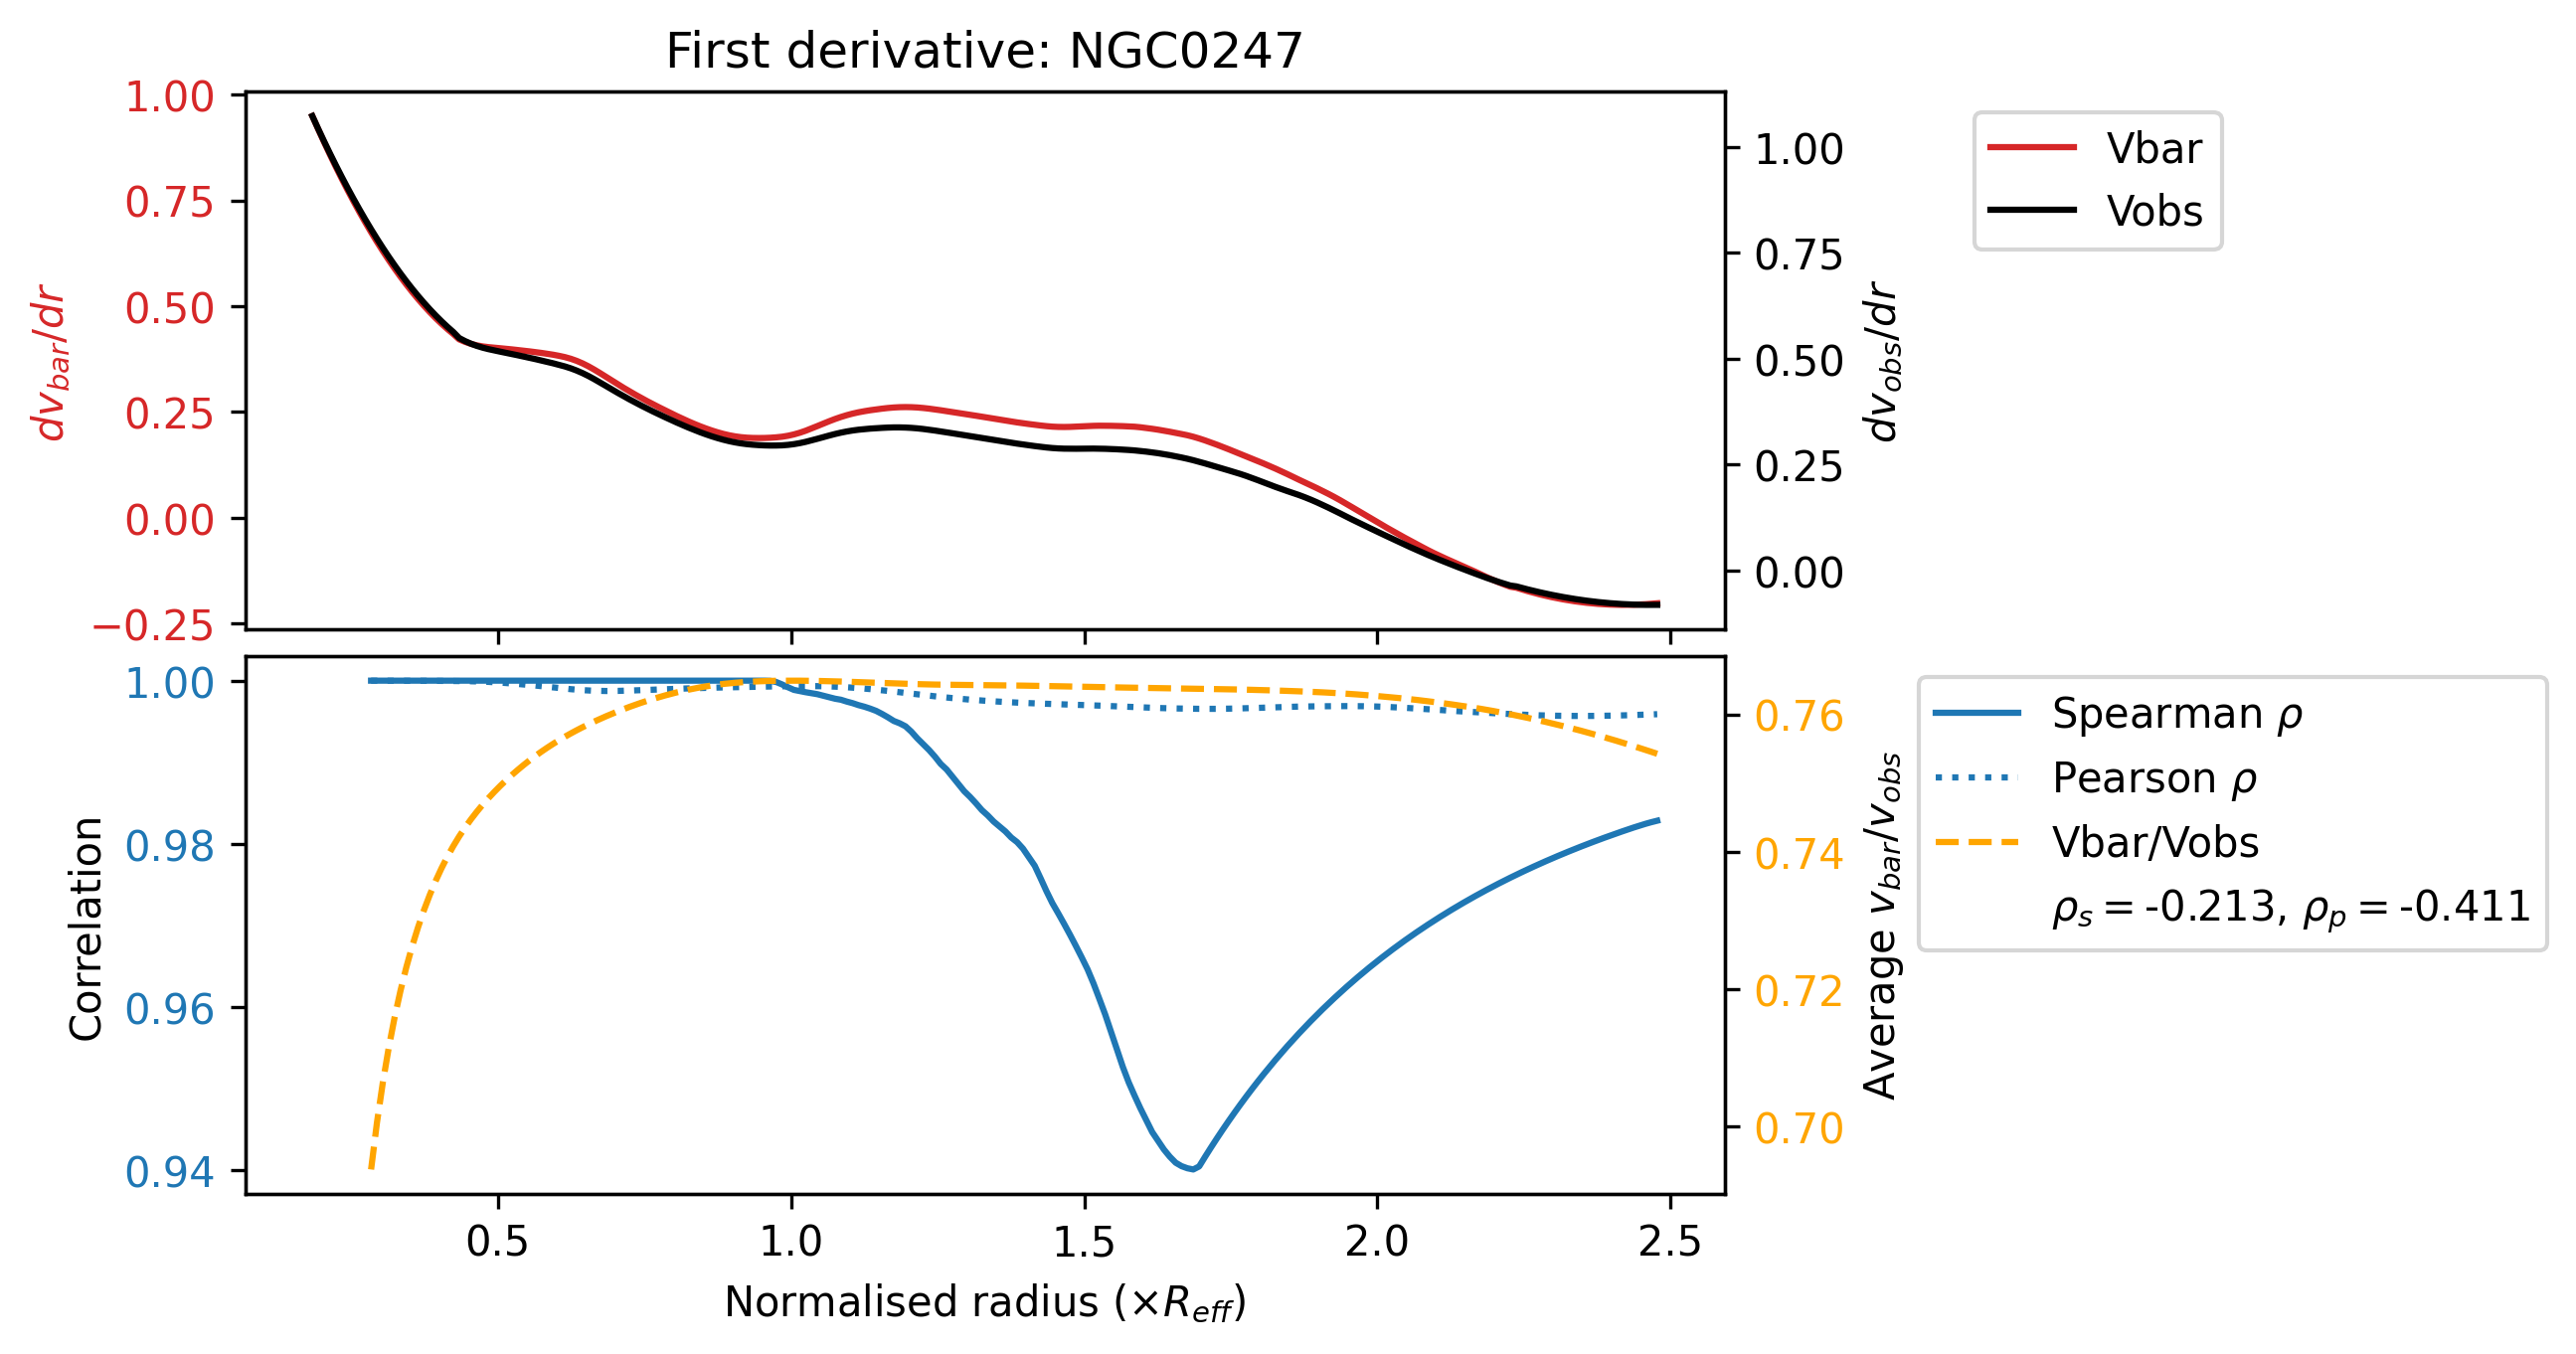 First derivative: NGC0247
1.00
0.75
0.50
0.25
0.00
−0.25
dv_bar/dr
1.00
0.75
0.50
0.25
0.00
dv_obs/dr
Vbar
Vobs
1.00
0.98
0.96
0.94
Correlation
0.76
0.74
0.72
0.70
Average v_bar/v_obs
Spearman ρ
Pearson ρ
Vbar/Vobs
ρ_s = -0.213, ρ_p = -0.411
0.5 1.0 1.5 2.0 2.5
Normalised radius (×R_eff)